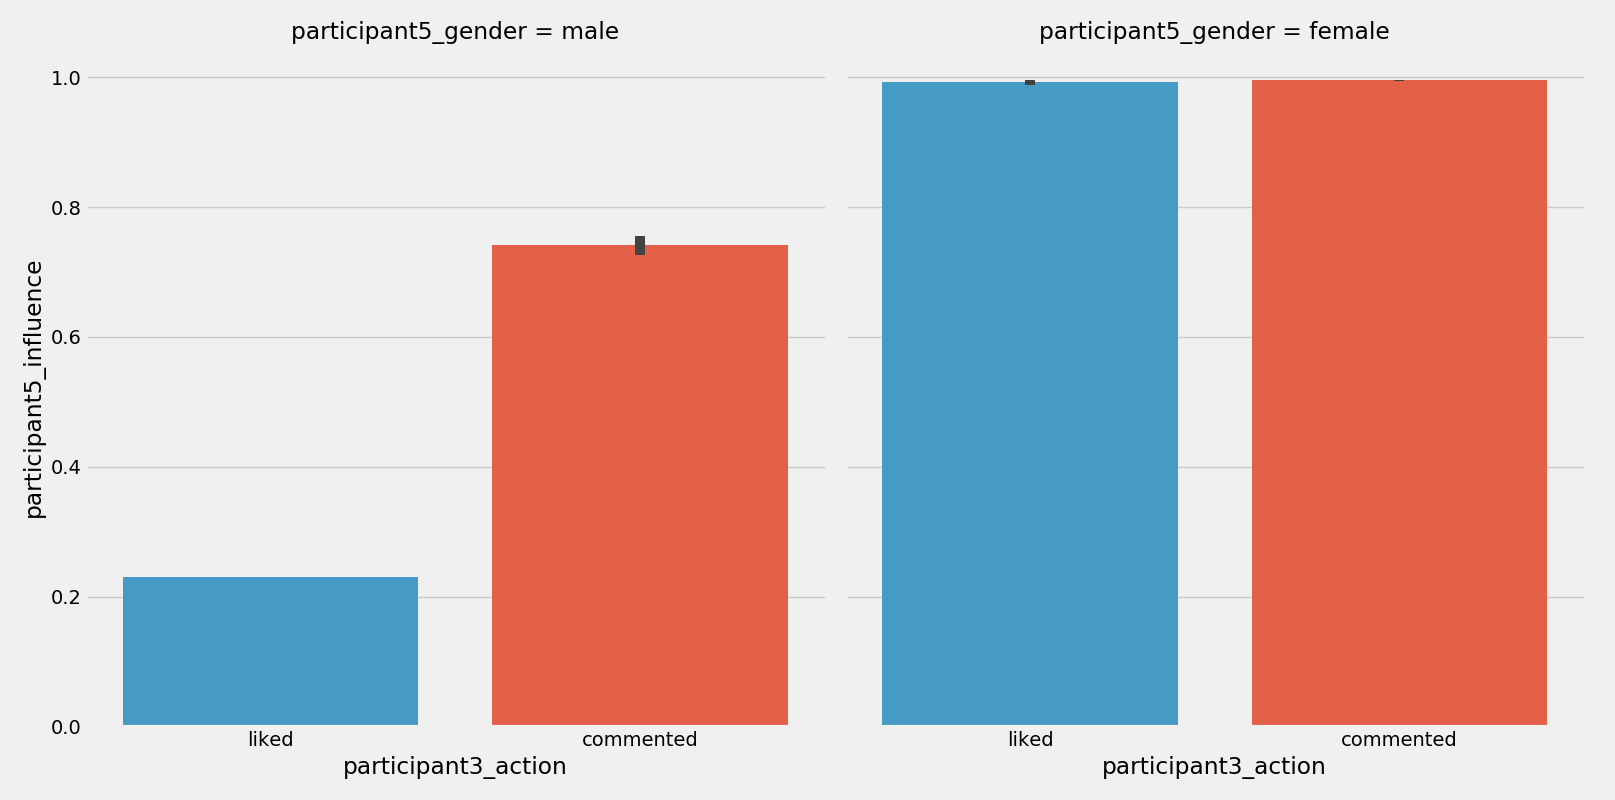 participant5_gender = male
participant5_gender = female
participant5_influence
1.0
0.8
0.6
0.4
0.2
0.0
liked
commented
liked
commented
participant3_action
participant3_action